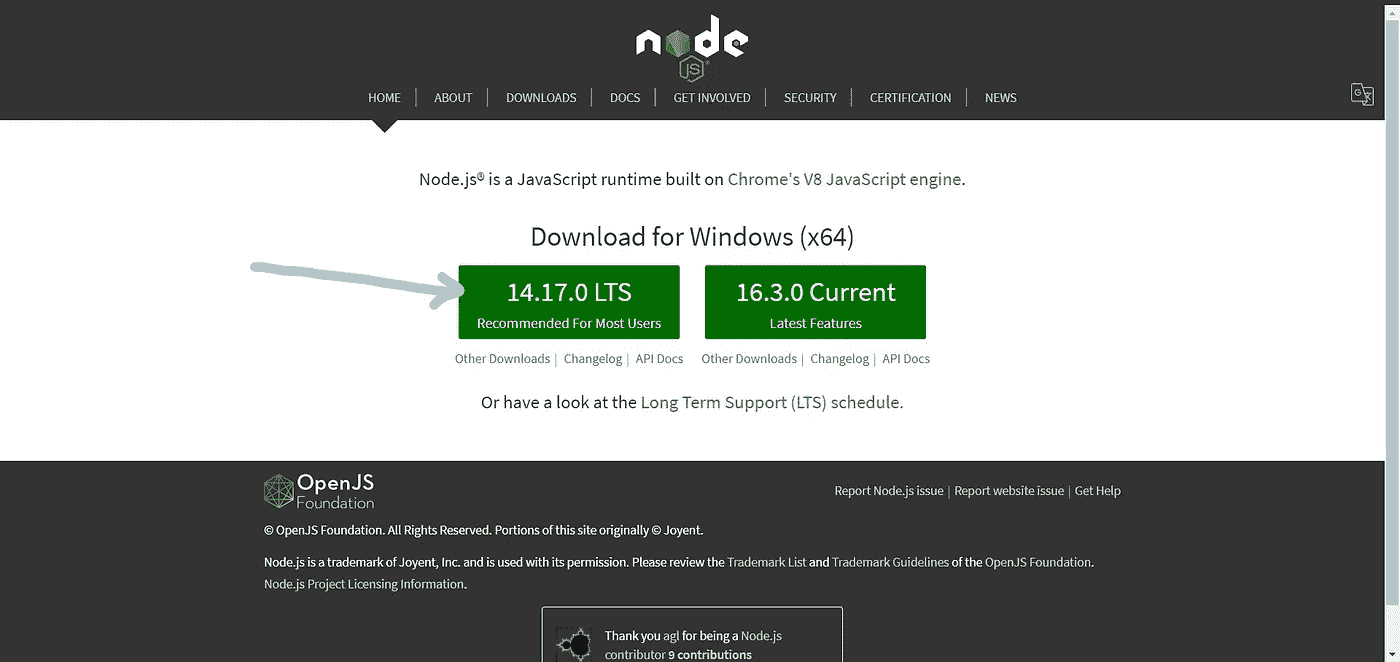 node
JS
HOME ABOUT DOWNLOADS DOCS GET INVOLVED SECURITY CERTIFICATION NEWS
Node.js® is a JavaScript runtime built on Chrome's V8 JavaScript engine.
Download for Windows (x64)
14.17.0 LTS 16.3.0 Current
Recommended For Most Users Latest Features
Other Downloads | Changelog | API Docs Other Downloads | Changelog | API Docs
Or have a look at the Long Term Support (LTS) schedule.
OpenJS
Foundation
Report Node.js issue | Report website issue | Get Help
© OpenJS Foundation. All Rights Reserved. Portions of this site originally © Joyent.
Node.js is a trademark of Joyent, Inc. and is used with its permission. Please review the Trademark List and Trademark Guidelines of the OpenJS Foundation.
Node.js Project Licensing Information.
Thank you agl for being a Node.js
contributor 9 contributions